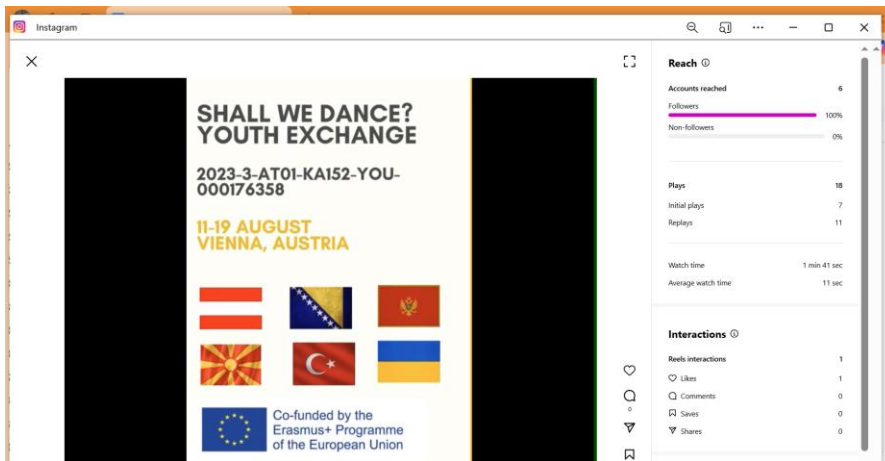 Instagram
SHALL WE DANCE?
YOUTH EXCHANGE
2023-3-AT01-KA152-YOU-
000176358
11-19 AUGUST
VIENNA, AUSTRIA
Co-funded by the
Erasmus+ Programme
of the European Union
0
Reach
Accounts reached 6
Followers
100%
Non-followers
0%
Plays 18
Initial plays 7
Replays 11
Watch time 1 min 41 sec
Average watch time 11 sec
Interactions
Reels interactions 1
Likes 1
Comments 0
Saves 0
Shares 0